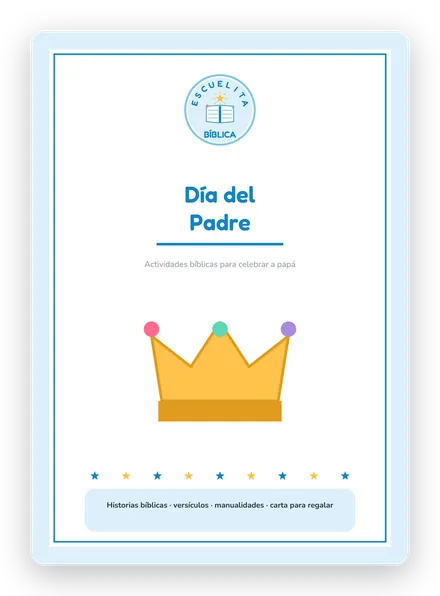 ESCUELITA
BÍBLICA
Día del
Padre
Actividades bíblicas para celebrar a papá
Historias bíblicas · versículos · manualidades · carta para regalar